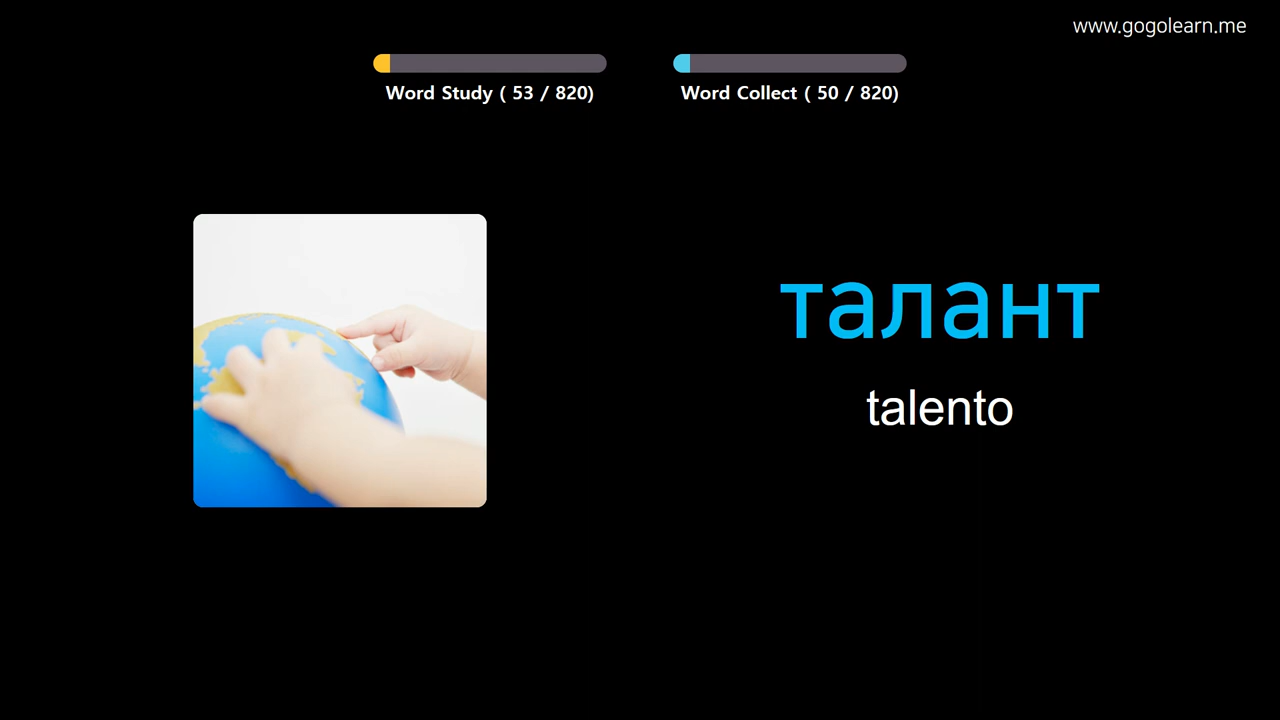 www.gogolearn.me
Word Study ( 53 / 820)
Word Collect ( 50 / 820)
талант
talento